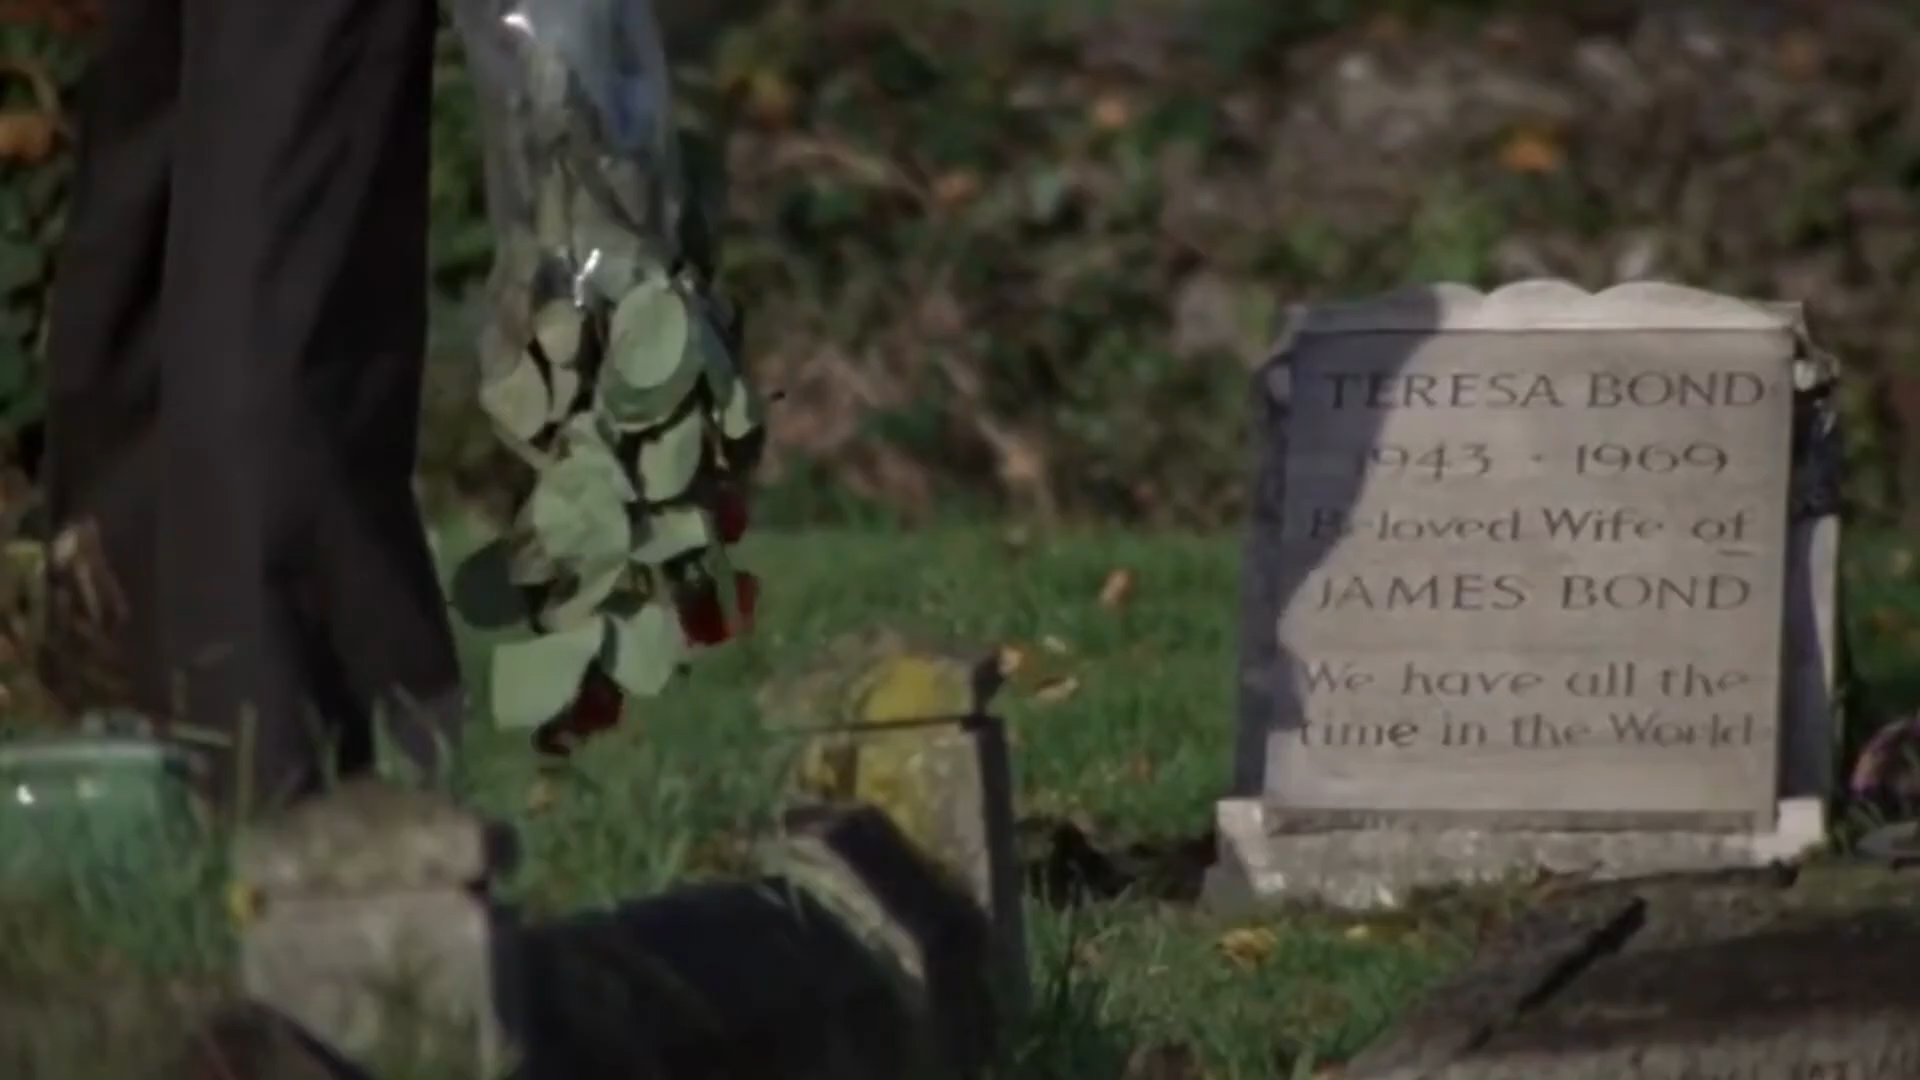 TERESA BOND
1943 · 1969
Beloved Wife of
JAMES BOND
We have all the
time in the World